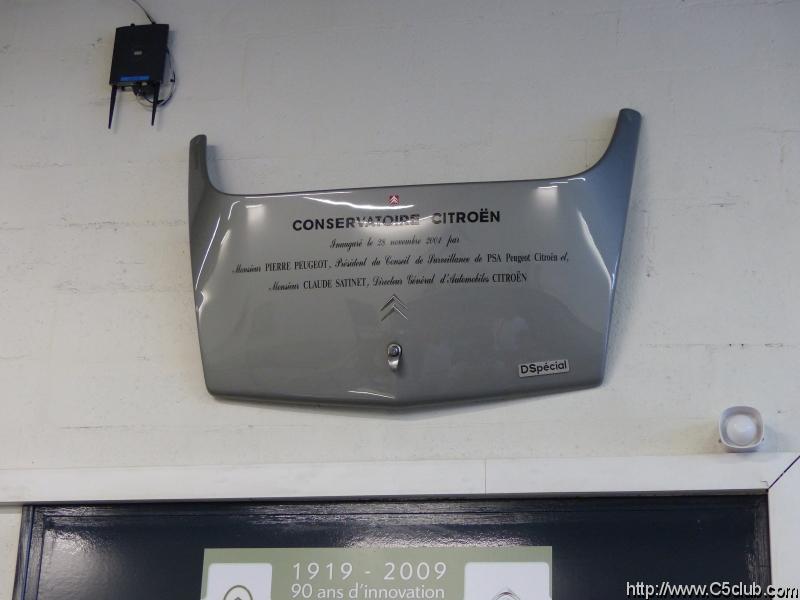 CONSERVATOIRE CITROËN
Inauguré le 28 novembre 2001 par
Monsieur PIERRE PEUGEOT, Président du Conseil de Surveillance de PSA Peugeot Citroën et,
Monsieur CLAUDE SATINET, Directeur Général d'Automobiles CITROËN
DSpécial
1919 - 2009
90 ans d'innovation
http://www.C5club.com